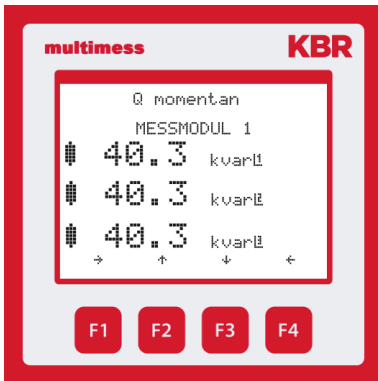 multimess KBR
Q momentan
MESSMODUL 1
40.3 kvarL1
40.3 kvarL2
40.3 kvarL3
→ ↑ ↓ ←
F1 F2 F3 F4